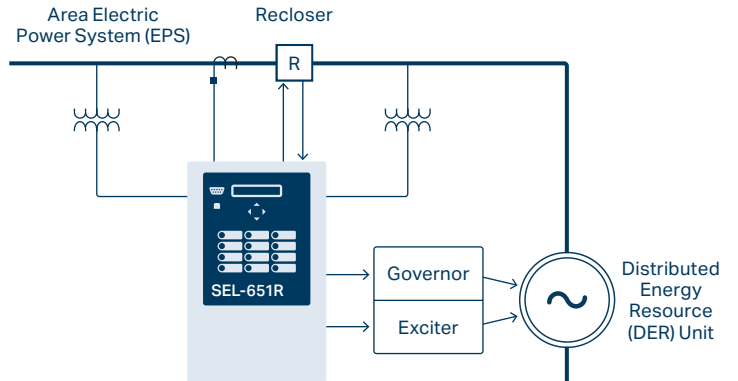 Area Electric
Power System (EPS)
Recloser
R
SEL-651R
Governor
Exciter
Distributed
Energy
Resource
(DER) Unit